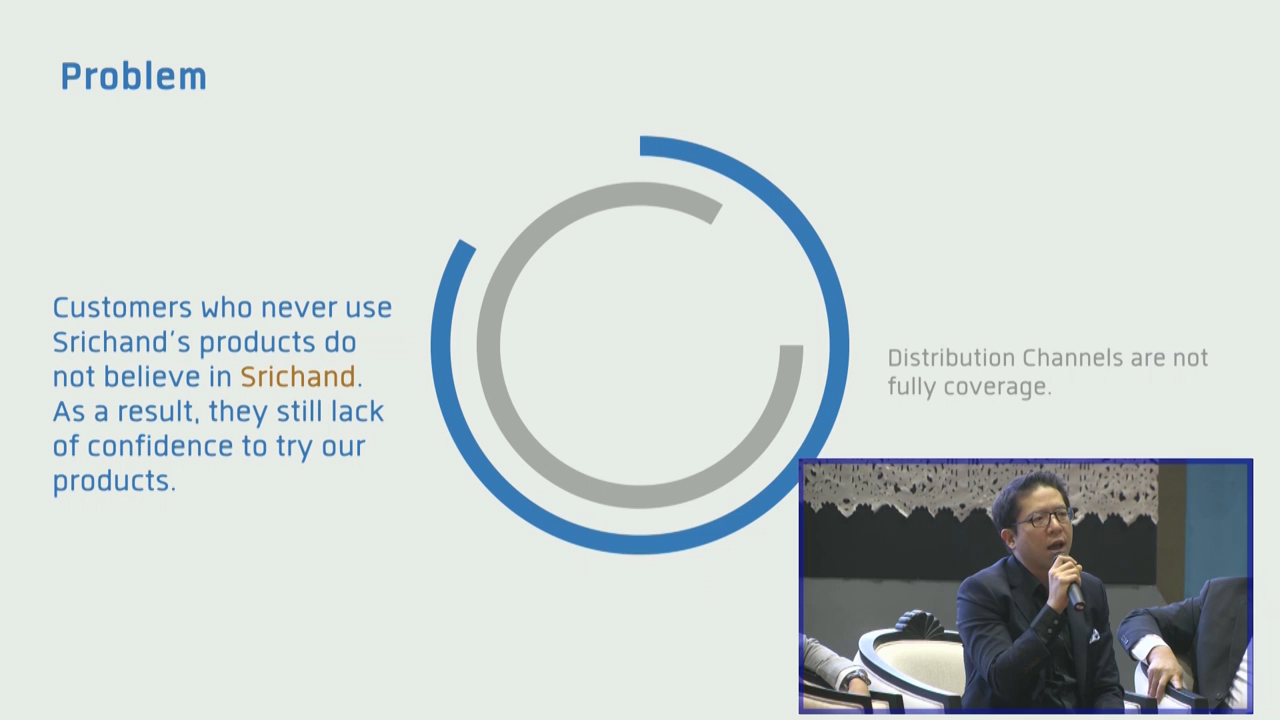 Problem
Customers who never use
Srichand's products do
not believe in Srichand.
As a result, they still lack
of confidence to try our
products.
Distribution Channels are not
fully coverage.